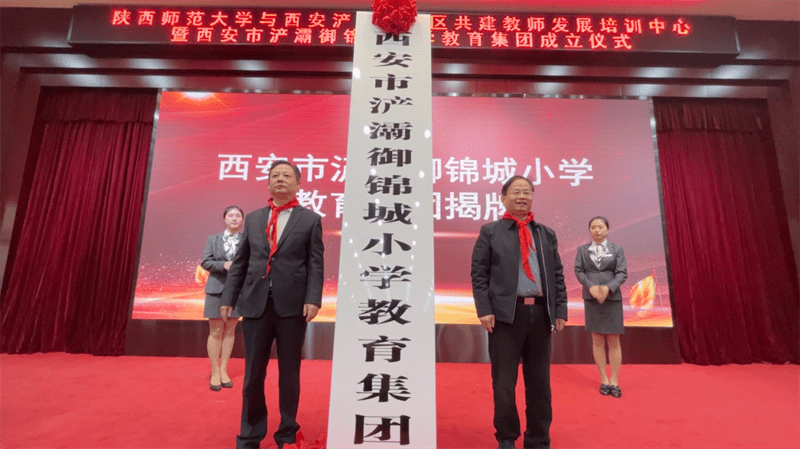 陕西师范大学与西安浐 区共建教师发展培训中心
暨西安市浐灞御锦 教育集团成立仪式
西安市浐灞御锦城小学教育集团
西安市浐 御锦城小学
教育 团揭牌